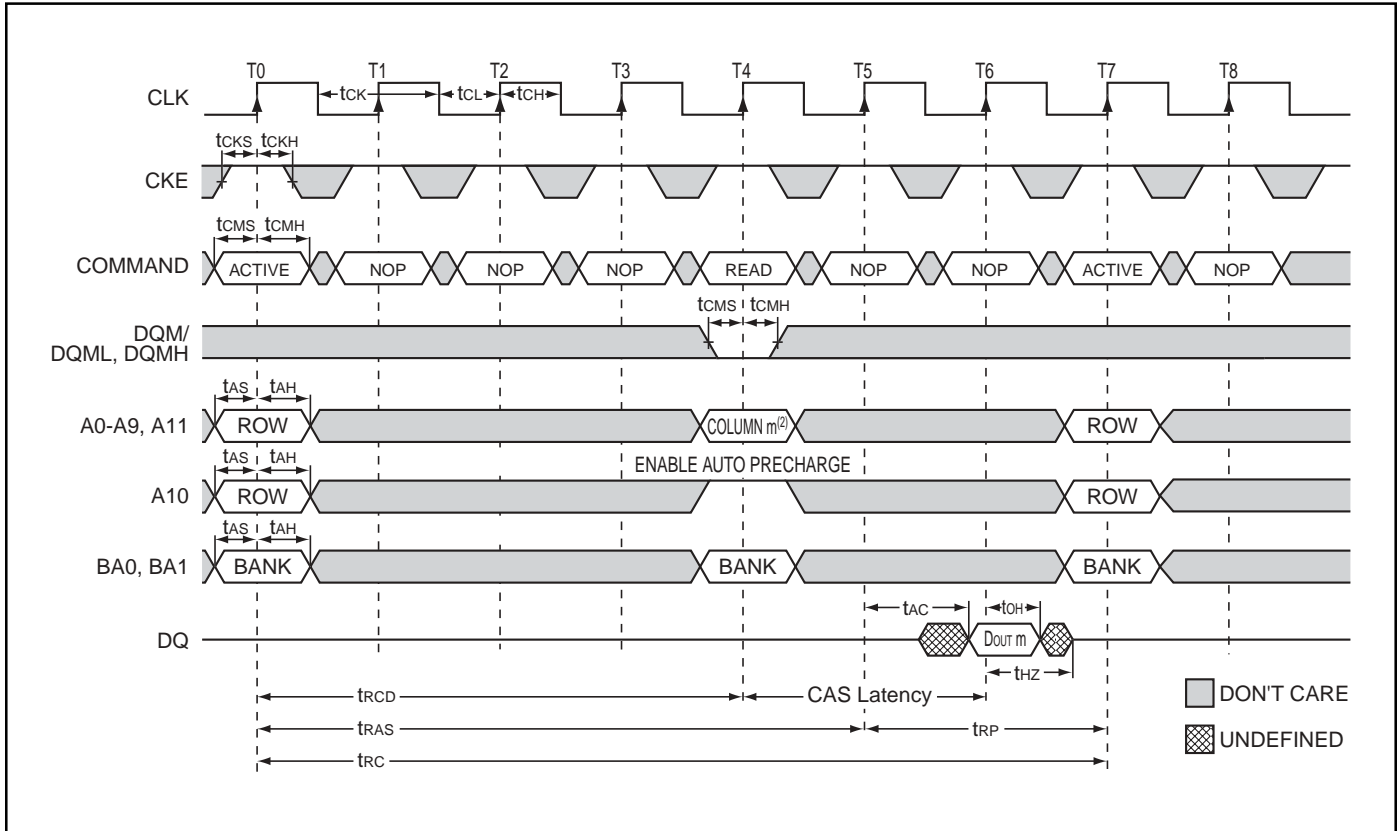 T0 T1 T2 T3 T4 T5 T6 T7 T8
CLK tCK tCL tCH
tCKS tCKH
CKE
tCMS tCMH
COMMAND ACTIVE NOP NOP NOP READ NOP NOP ACTIVE NOP
tCMS tCMH
DQM/
DQML, DQMH
tAS tAH
A0-A9, A11 ROW COLUMN m(2) ROW
tAS tAH ENABLE AUTO PRECHARGE
A10 ROW ROW
tAS tAH
BA0, BA1 BANK BANK BANK
tAC tOH
DQ DOUT m
tHZ
tRCD CAS Latency DON'T CARE
tRAS tRP
UNDEFINED
tRC